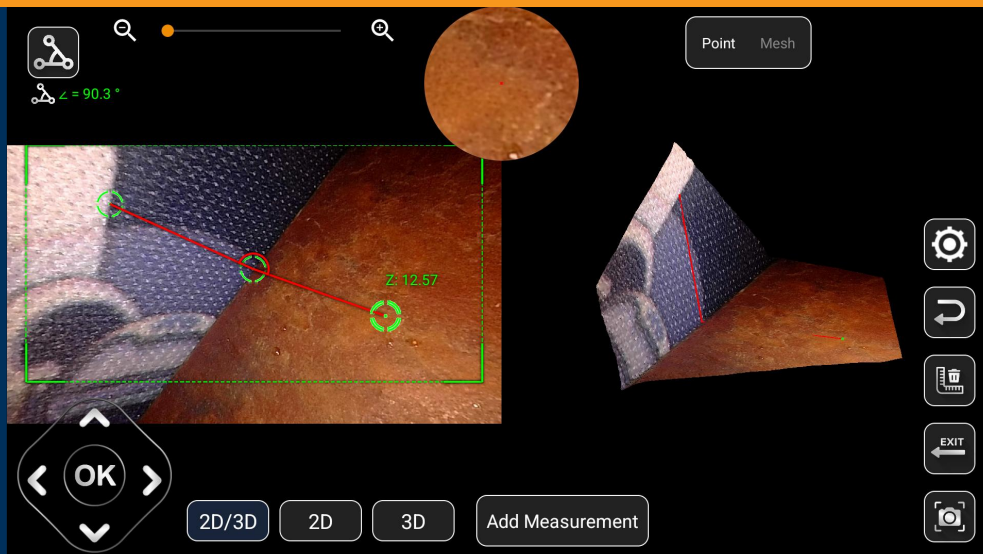 Point Mesh
∠ = 90.3 °
Z: 12.57
EXIT
OK
2D/3D 2D 3D Add Measurement